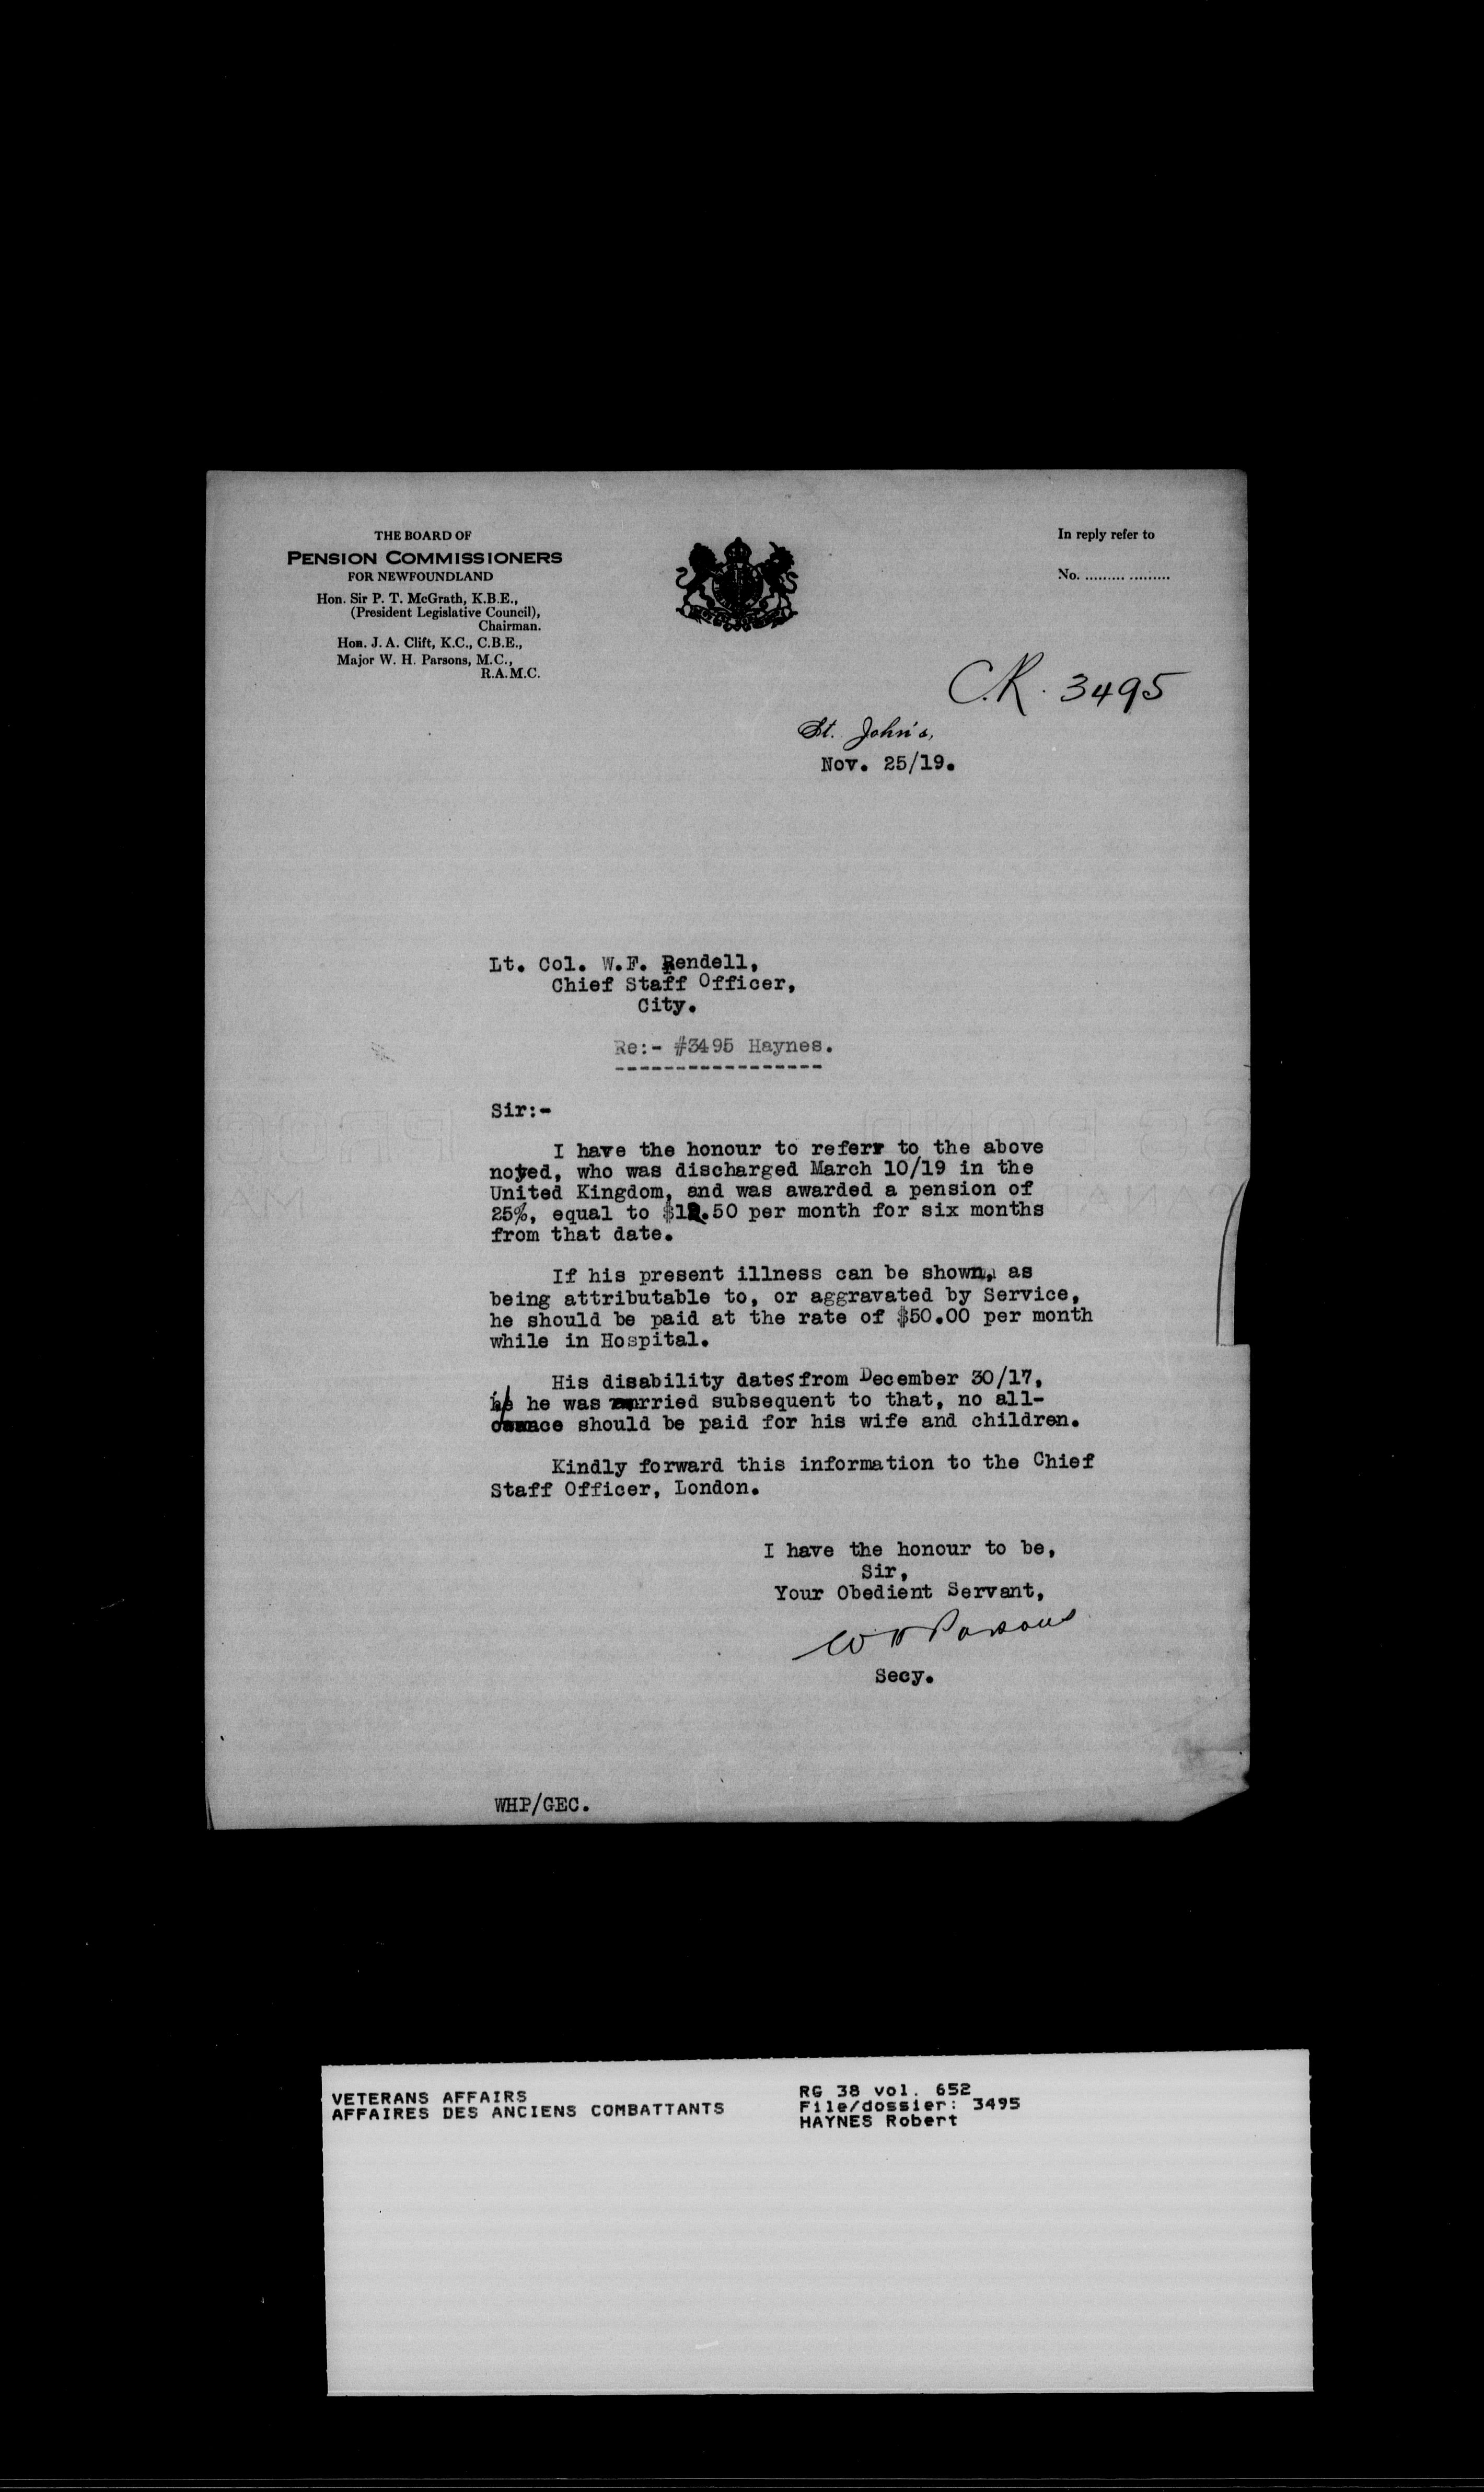 THE BOARD OF
PENSION COMMISSIONERS
FOR NEWFOUNDLAND
Hon. Sir P. T. McGrath, K.B.E.,
(President Legislative Council),
Chairman.
Hon. J. A. Clift, K.C., C.B.E.,
Major W. H. Parsons, M.C.,
R.A.M.C.
In reply refer to
No. .................. 
C.R. 3495
St. John's,
Nov. 25/19.
Lt. Col. W.F. Rendell,
Chief Staff Officer,
City.
Re:- #3495 Haynes.
-----------------
Sir:-
I have the honour to referr to the above
noted, who was discharged March 10/19 in the
United Kingdom, and was awarded a pension of
25%, equal to $12.50 per month for six months
from that date.
If his present illness can be shown, as
being attributable to, or aggravated by Service,
he should be paid at the rate of $50.00 per month
while in Hospital.
His disability dates from December 30/17,
if he was married subsequent to that, no all-
owance should be paid for his wife and children.
Kindly forward this information to the Chief
Staff Officer, London.
I have the honour to be,
Sir,
Your Obedient Servant,
W H Parsons
Secy.
WHP/GEC.
VETERANS AFFAIRS
AFFAIRES DES ANCIENS COMBATTANTS
RG 38 vol. 652
File/dossier: 3495
HAYNES Robert